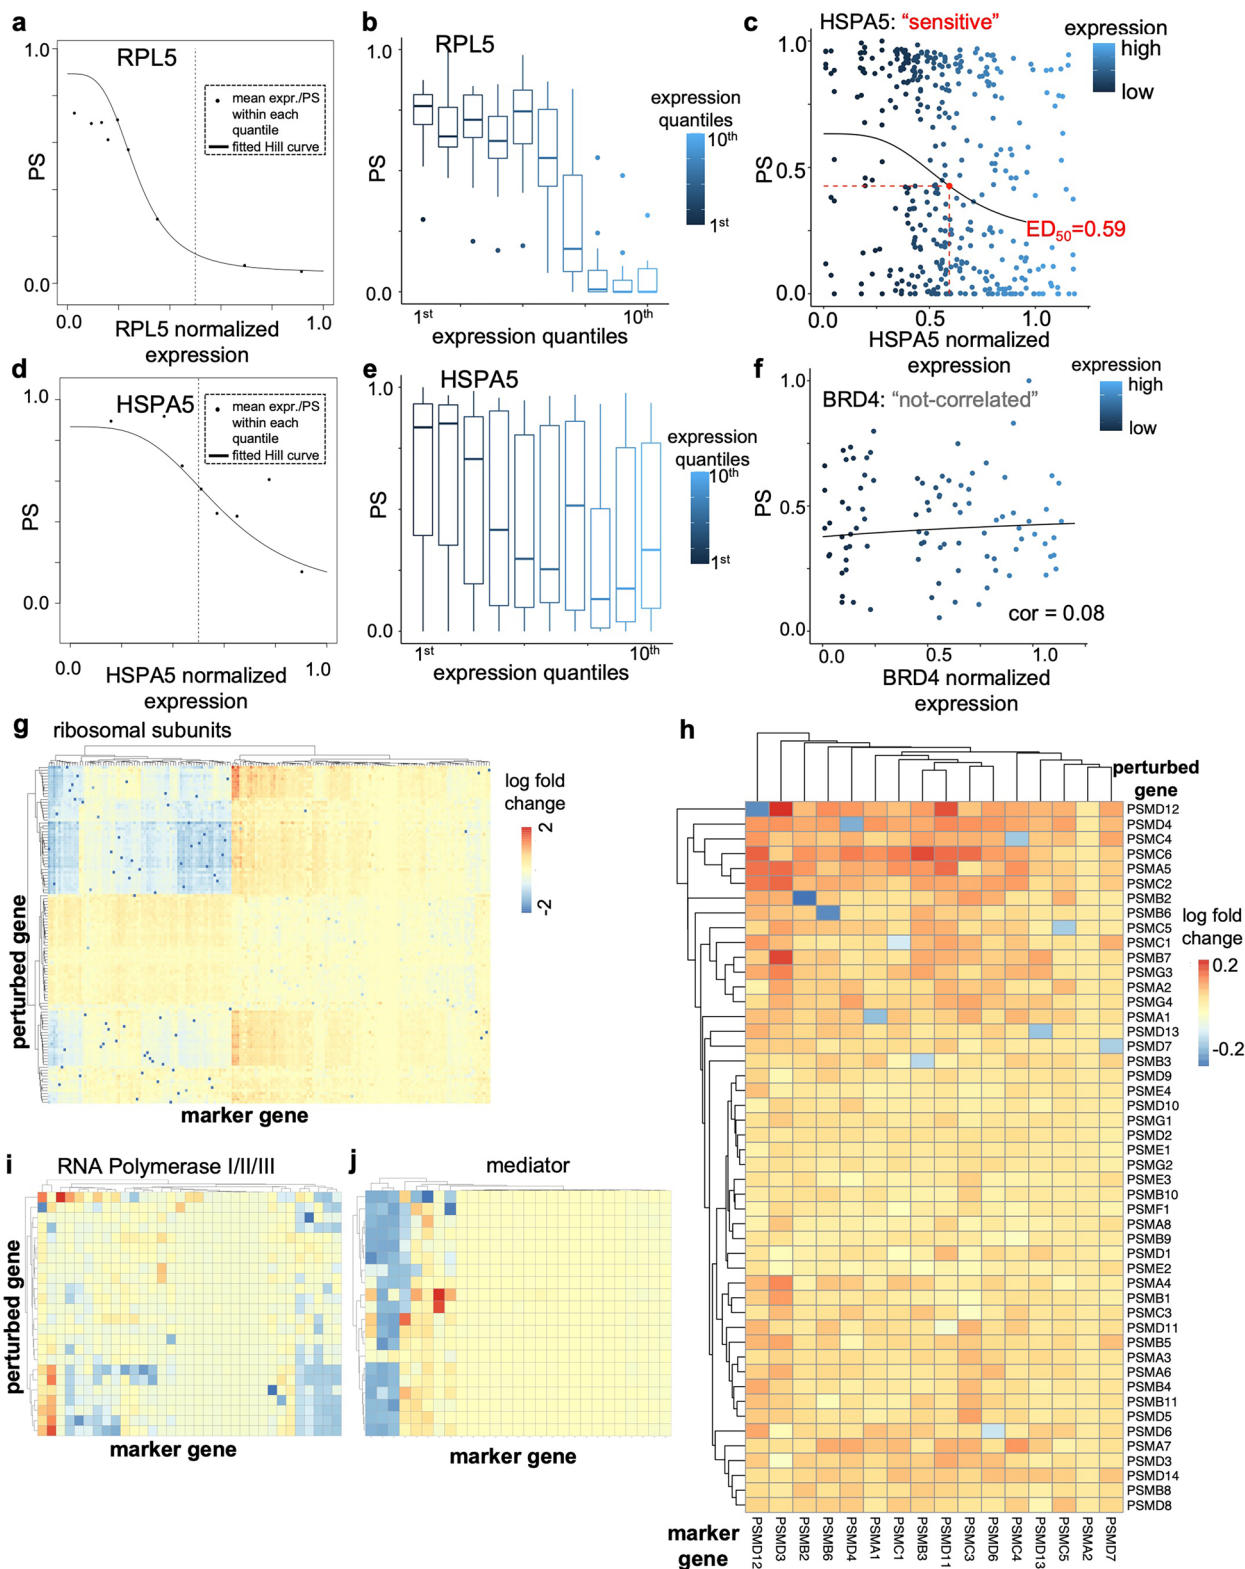 a
1.0
RPL5
mean expr./PS
within each
quantile
fitted Hill curve
PS
0.0
0.0
1.0
RPL5 normalized
expression
b
1.0
RPL5
PS
0.0
1st
10th
expression quantiles
expression
quantiles
10th
1st
c
HSPA5: “sensitive”
1.0
PS
0.5
0.0
ED50=0.59
0.0
0.5
1.0
HSPA5 normalized
expression
expression
high
low
d
1.0
HSPA5
mean expr./PS
within each
quantile
fitted Hill curve
PS
0.0
0.0
1.0
HSPA5 normalized
expression
e
1.0
HSPA5
PS
0.0
1st
10th
expression quantiles
expression
quantiles
10th
1st
f
1.0
BRD4: “not-correlated”
PS
0.5
0.0
cor = 0.08
0.0
0.5
1.0
BRD4 normalized
expression
expression
high
low
g
ribosomal subunits
perturbed gene
marker gene
log fold
change
2
-2
h
perturbed
gene
PSMD12
PSMD4
PSMC4
PSMC6
PSMA5
PSMC2
PSMB2
PSMB6
PSMC5
PSMC1
PSMB7
PSMG3
PSMA2
PSMG4
PSMA1
PSMD13
PSMD7
PSMB3
PSMD9
PSME4
PSMD10
PSMG1
PSMD2
PSME1
PSMG2
PSME3
PSMB10
PSMF1
PSMA8
PSMB9
PSMD1
PSME2
PSMA4
PSMB1
PSMC3
PSMD11
PSMB5
PSMA3
PSMA6
PSMB4
PSMB11
PSMD5
PSMD6
PSMA7
PSMD3
PSMD14
PSMB8
PSMD8
log fold
change
0.2
-0.2
marker
gene
PSMD12
PSMD3
PSMB2
PSMB6
PSMD4
PSMA1
PSMC1
PSMB3
PSMD11
PSMC3
PSMD6
PSMC4
PSMD13
PSMC5
PSMA2
PSMD7
i
RNA Polymerase I/II/III
perturbed gene
marker gene
j
mediator
marker gene